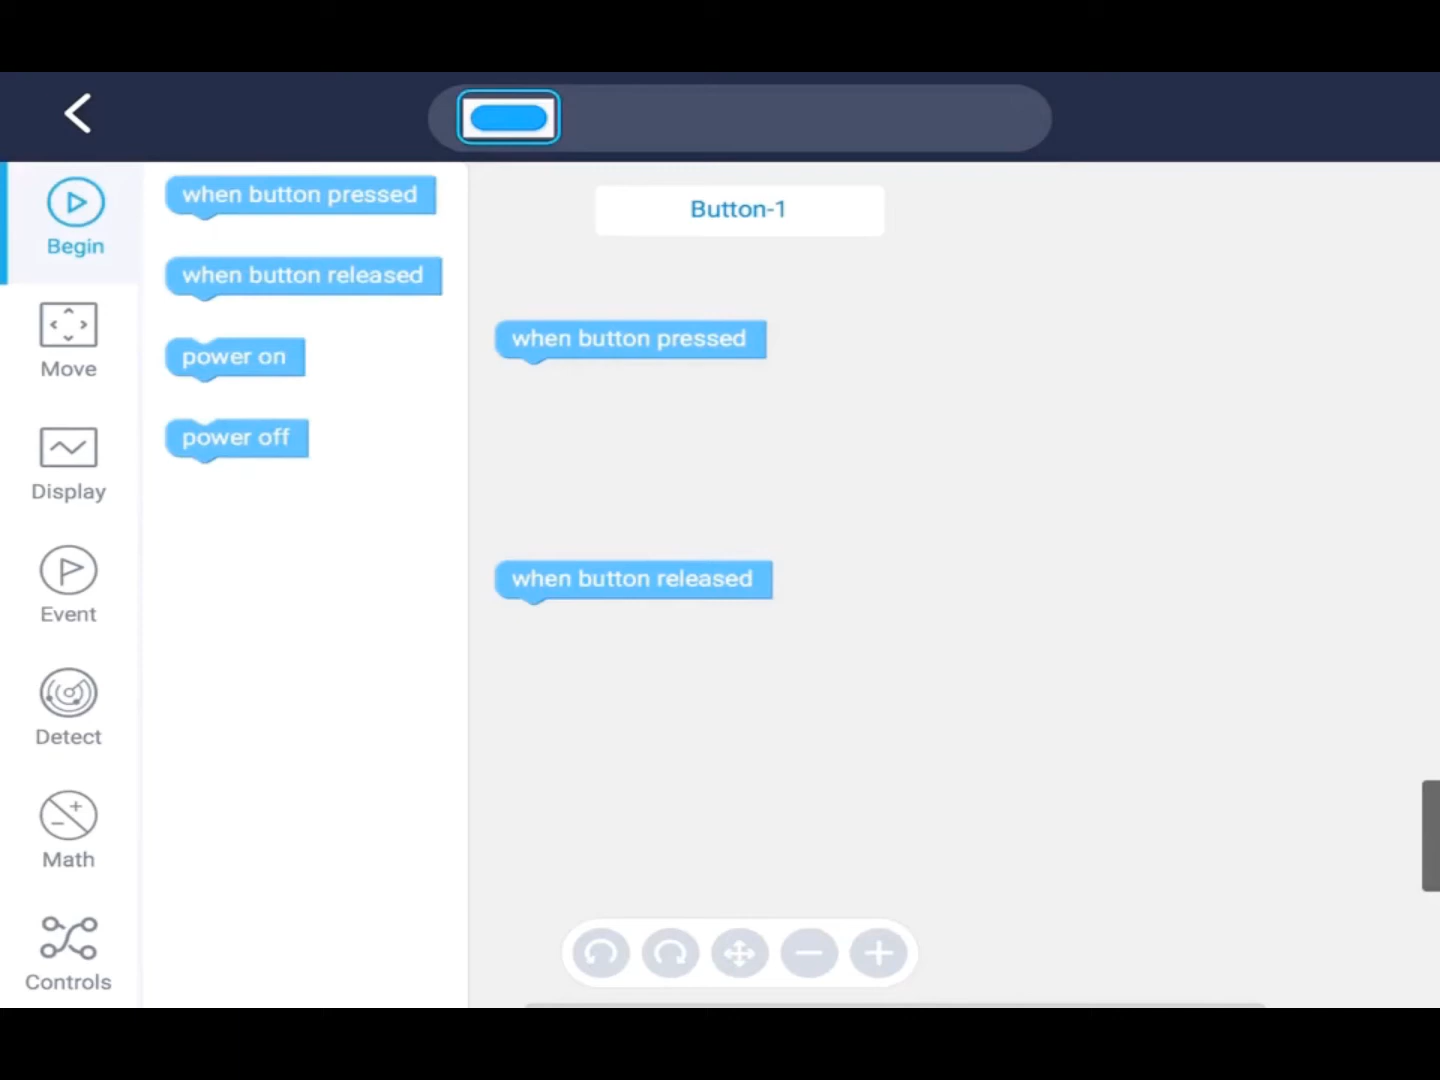 Begin
Move
Display
Event
Detect
Math
Controls
when button pressed
when button released
power on
power off
Button-1
when button pressed
when button released